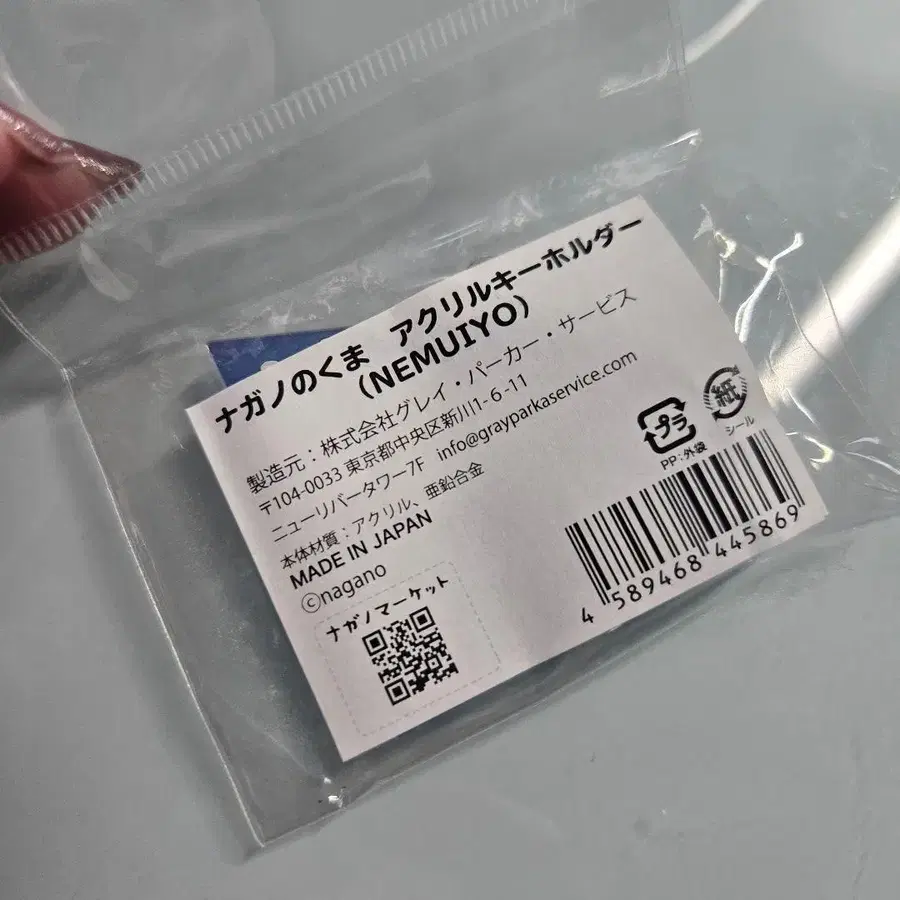 ナガノのくま アクリルキーホルダー
(NEMUIYO)
製造元：株式会社グレイ・パーカー・サービス
〒104-0033 東京都中央区新川1-6-11
ニューリバータワー7F info@grayparkaservice.com
本体材質：アクリル、亜鉛合金
MADE IN JAPAN
©nagano
ナガノマーケット
プラ
PP：外袋
紙
シール
4 589468 445869